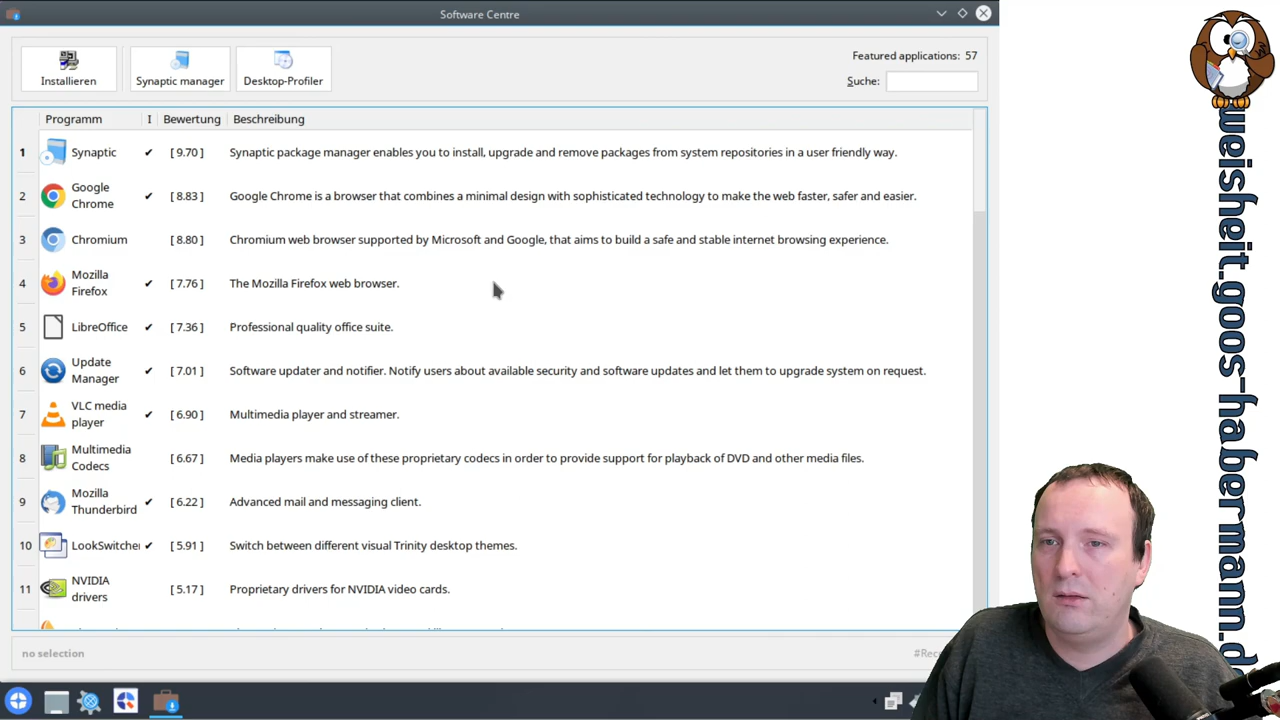 Software Centre
Installieren
Synaptic manager
Desktop-Profiler
Featured applications: 57
Suche:
Programm I Bewertung Beschreibung
1 Synaptic ✔ [ 9.70 ] Synaptic package manager enables you to install, upgrade and remove packages from system repositories in a user friendly way.
2 Google Chrome ✔ [ 8.83 ] Google Chrome is a browser that combines a minimal design with sophisticated technology to make the web faster, safer and easier.
3 Chromium ✔ [ 8.80 ] Chromium web browser supported by Microsoft and Google, that aims to build a safe and stable internet browsing experience.
4 Mozilla Firefox ✔ [ 7.76 ] The Mozilla Firefox web browser.
5 LibreOffice ✔ [ 7.36 ] Professional quality office suite.
6 Update Manager ✔ [ 7.01 ] Software updater and notifier. Notify users about available security and software updates and let them to upgrade system on request.
7 VLC media player ✔ [ 6.90 ] Multimedia player and streamer.
8 Multimedia Codecs [ 6.67 ] Media players make use of these proprietary codecs in order to provide support for playback of DVD and other media files.
9 Mozilla Thunderbird ✔ [ 6.22 ] Advanced mail and messaging client.
10 LookSwitcher ✔ [ 5.91 ] Switch between different visual Trinity desktop themes.
11 NVIDIA drivers [ 5.17 ] Proprietary drivers for NVIDIA video cards.
no selection
weisheit.goos-habermann.d